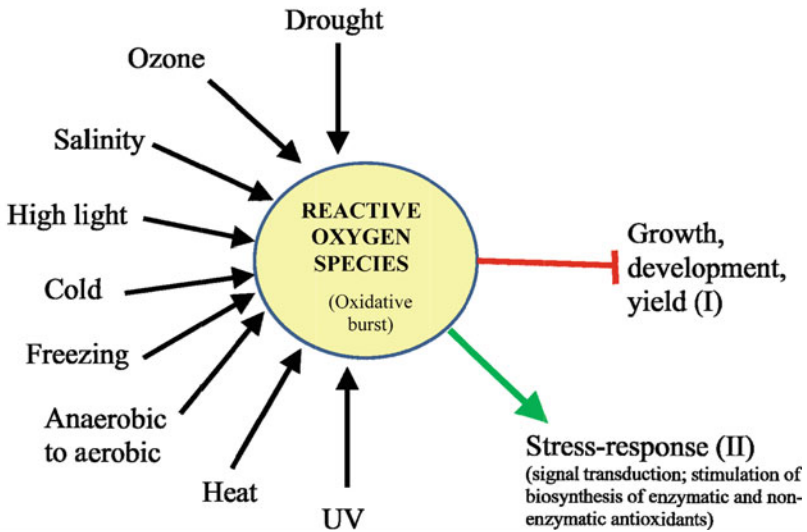 Drought
Ozone
Salinity
High light
Cold
Freezing
Anaerobic
to aerobic
Heat
UV
REACTIVE
OXYGEN
SPECIES
(Oxidative
burst)
Growth,
development,
yield (I)
Stress-response (II)
(signal transduction; stimulation of
biosynthesis of enzymatic and non-
enzymatic antioxidants)